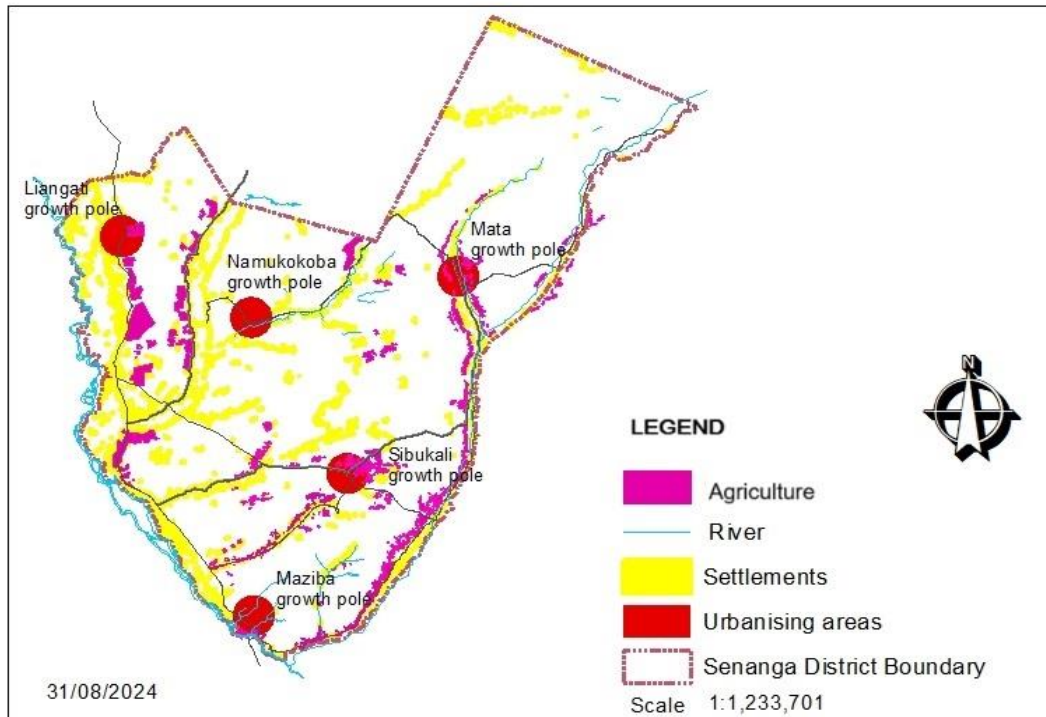 Liangati
growth pole
Namukokoba
growth pole
Mata
growth pole
Sibukali
growth pole
Maziba
growth pole
31/08/2024
N
LEGEND
Agriculture
River
Settlements
Urbanising areas
Senanga District Boundary
Scale 1:1,233,701